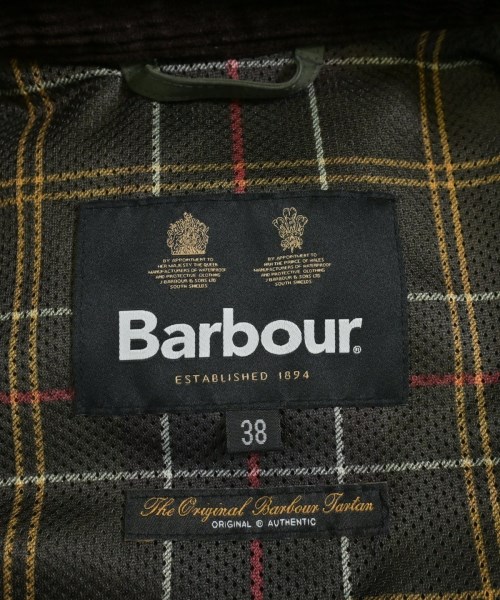 BY APPOINTMENT TO
HER MAJESTY THE QUEEN
MANUFACTURERS OF WATERPROOF
AND PROTECTIVE CLOTHING
J BARBOUR & SONS LTD
SOUTH SHIELDS
BY APPOINTMENT TO
HRH THE PRINCE OF WALES
MANUFACTURERS OF WATERPROOF
AND PROTECTIVE CLOTHING
J BARBOUR & SONS LTD
SOUTH SHIELDS
Barbour®
ESTABLISHED 1894
38
The Original Barbour Tartan
ORIGINAL & AUTHENTIC